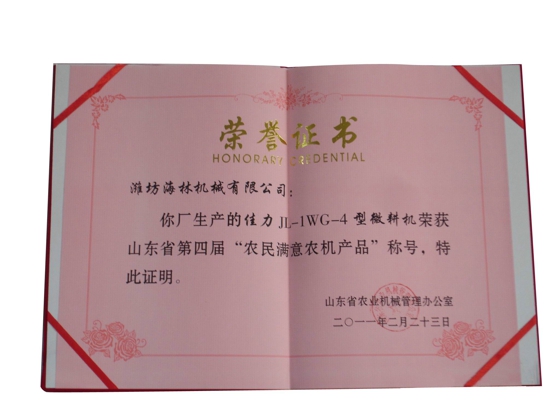 荣誉证书
HONORARY CREDENTIAL
潍坊海林机械有限公司：
你厂生产的佳力 JL-1WG-4 型微耕机荣获
山东省第四届“农民满意农机产品”称号，特
此证明。
山东省农业机械管理办公室
二〇一一年二月二十三日